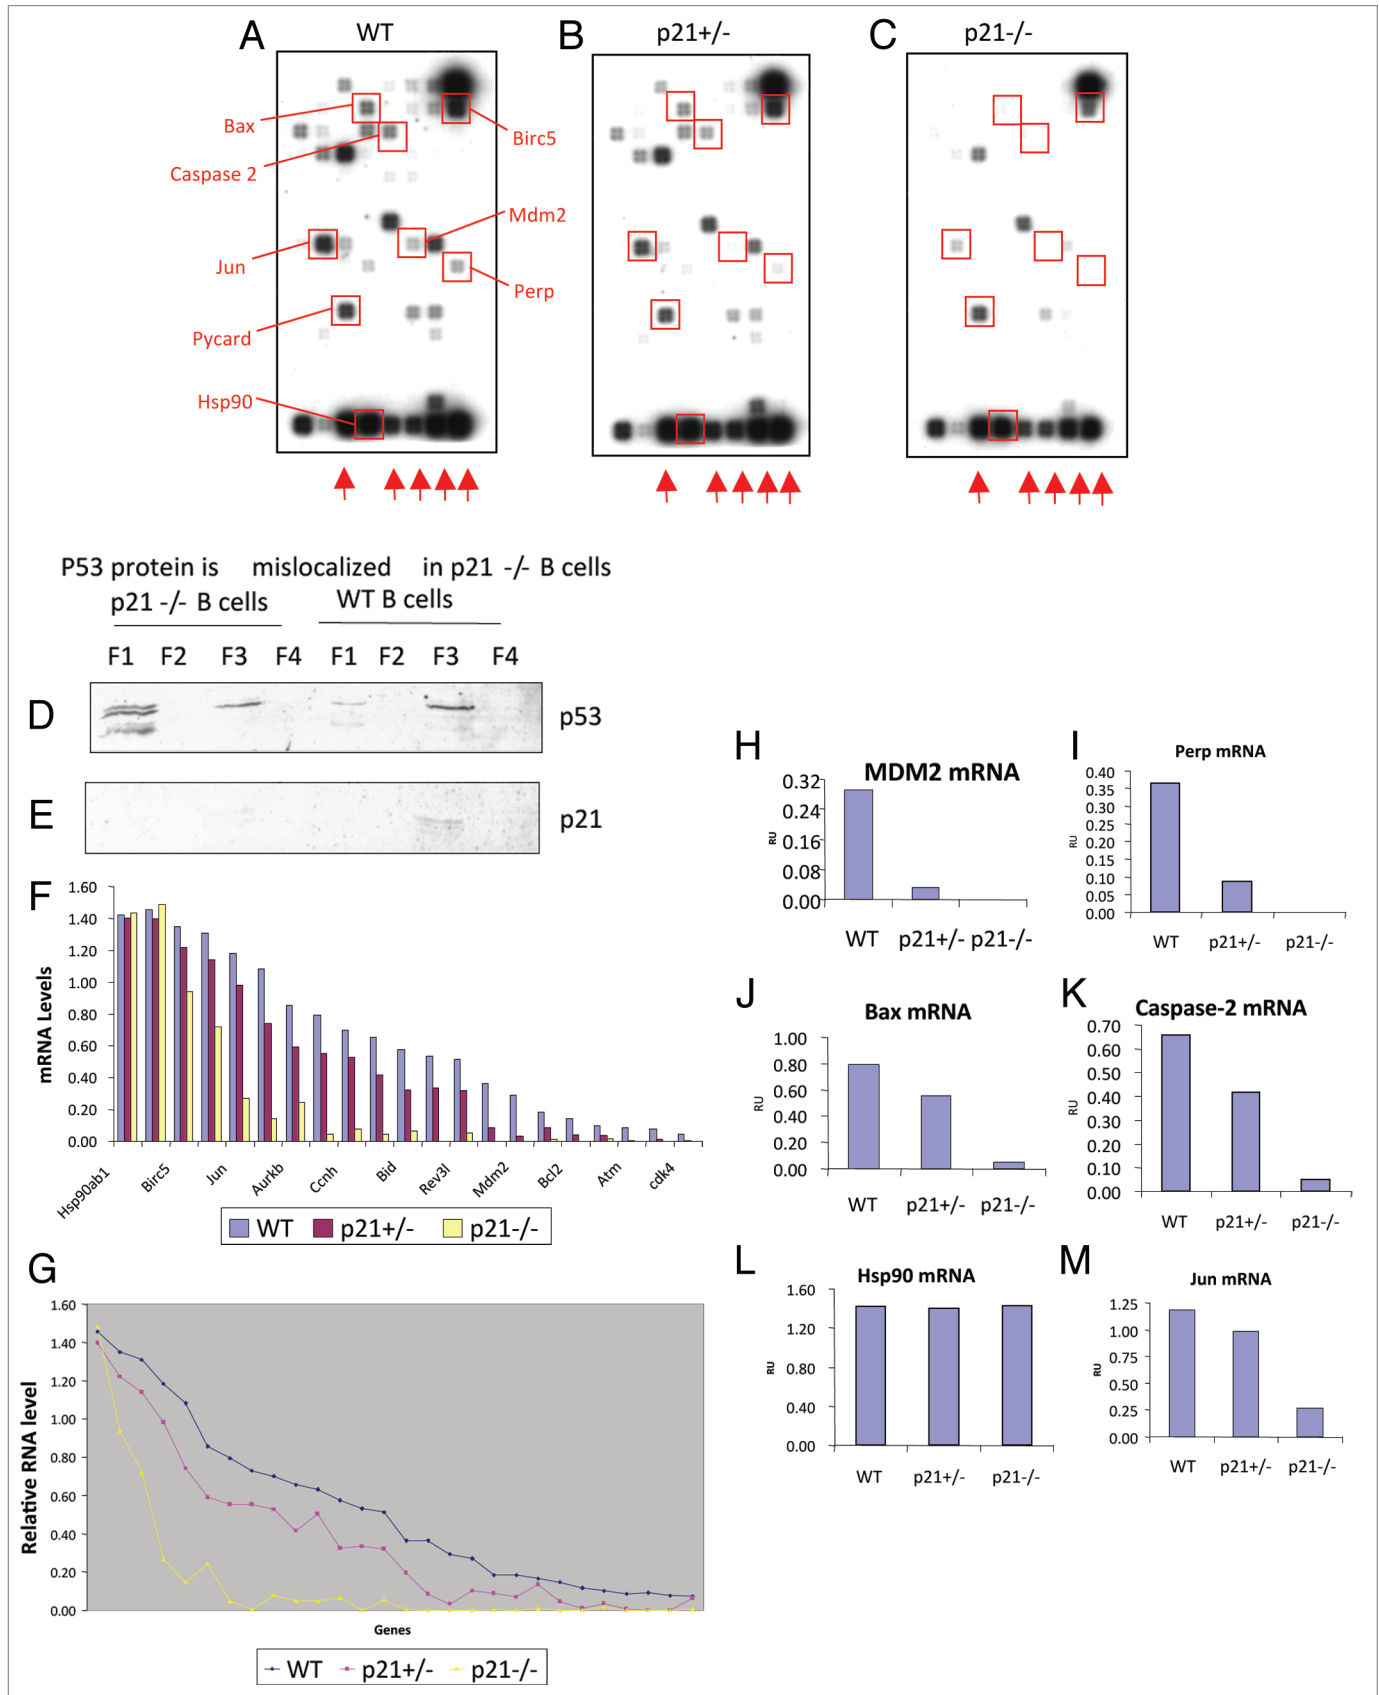 A WT
B p21+/-
C p21-/-
Bax
Birc5
Caspase 2
Mdm2
Jun
Perp
Pycard
Hsp90
P53 protein is mislocalized in p21 -/- B cells
p21 -/- B cells WT B cells
F1 F2 F3 F4 F1 F2 F3 F4
D p53
E p21
F
1.60
1.40
1.20
1.00
0.80
0.60
0.40
0.20
0.00
mRNA Levels
Hsp90ab1 Birc5 Jun Aurkb Ccnh Bid Rev3l Mdm2 Bcl2 Atm cdk4
WT p21+/- p21-/-
G
1.60
1.40
1.20
1.00
0.80
0.60
0.40
0.20
0.00
Relative RNA level
Genes
WT p21+/- p21-/-
H
MDM2 mRNA
0.32
0.24
0.16
0.08
0.00
RU
WT p21+/- p21-/-
I
Perp mRNA
0.40
0.35
0.30
0.25
0.20
0.15
0.10
0.05
0.00
RU
WT p21+/- p21-/-
J
Bax mRNA
1.00
0.80
0.60
0.40
0.20
0.00
RU
WT p21+/- p21-/-
K
Caspase-2 mRNA
0.70
0.60
0.50
0.40
0.30
0.20
0.10
0.00
RU
WT p21+/- p21-/-
L
Hsp90 mRNA
1.60
1.20
0.80
0.40
0.00
RU
WT p21+/- p21-/-
M
Jun mRNA
1.25
1.00
0.75
0.50
0.25
0.00
RU
WT p21+/- p21-/-